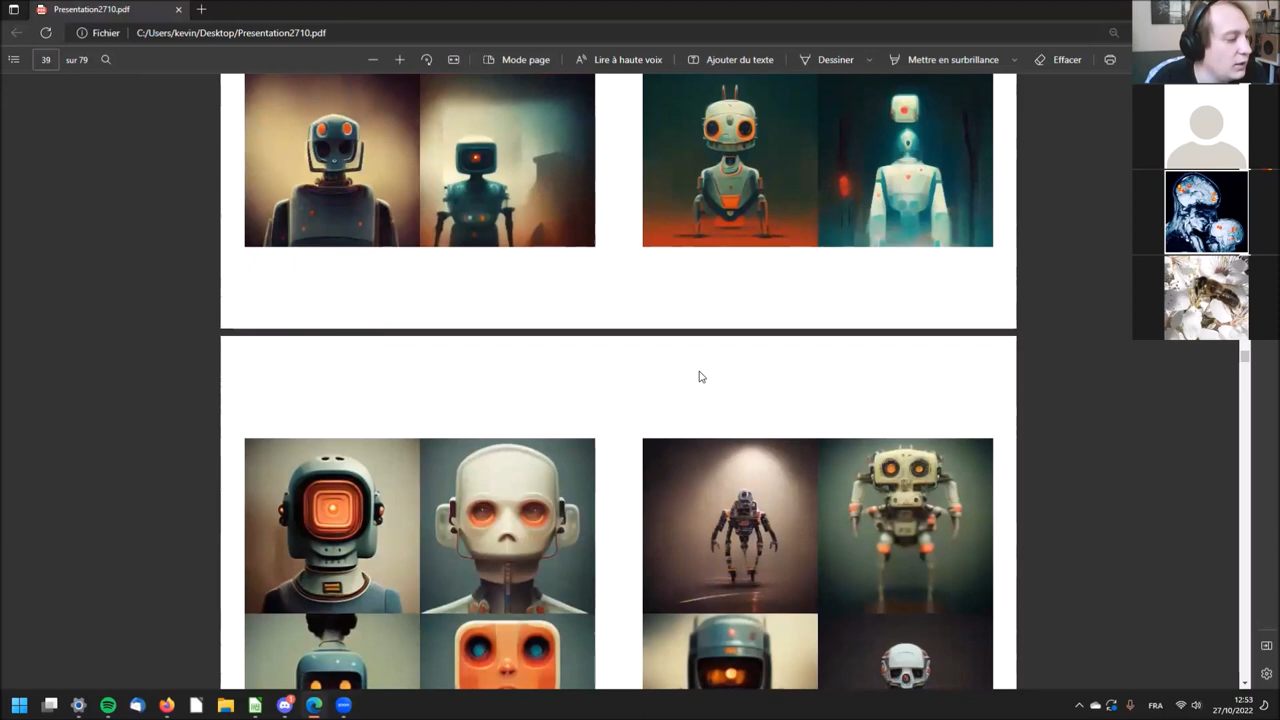 Presentation2710.pdf
Fichier
C:/Users/kevin/Desktop/Presentation2710.pdf
39
sur 79
Mode page
Lire à haute voix
Ajouter du texte
Dessiner
Mettre en surbrillance
Effacer
FRA
12:53
27/10/2022